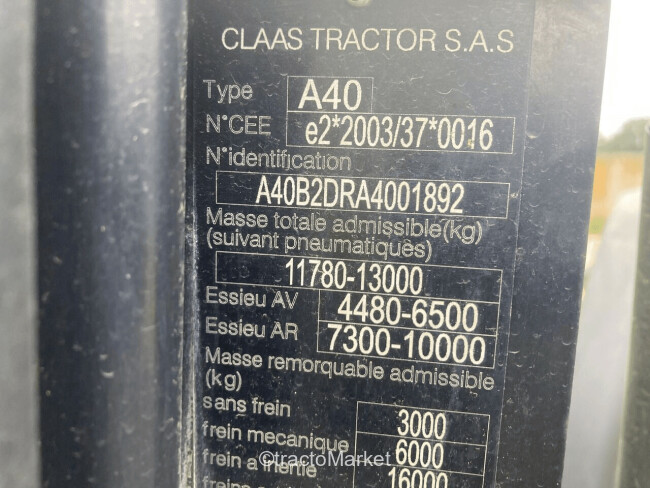 CLAAS TRACTOR S.A.S
Type A40
N°CEE e2*2003/37*0016
N°identification
A40B2DRA4001892
Masse totale admissible(kg)
(suivant pneumatiques)
11780-13000
Essieu AV 4480-6500
Essieu AR 7300-10000
Masse remorquable admissible
(kg)
sans frein 3000
frein mecanique 6000
©tractoMarket
frein a inertie 16000